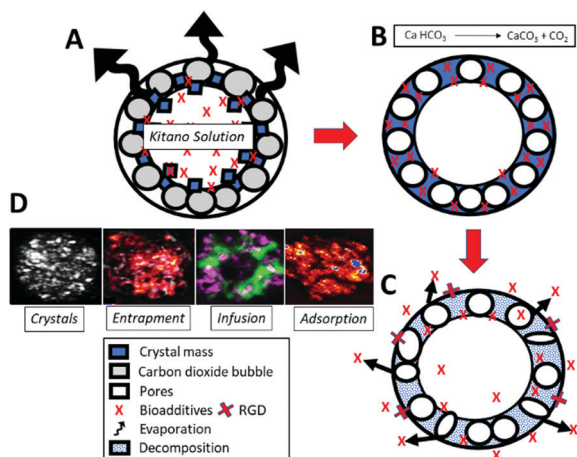 A
B
Ca HCO3 → CaCO3 + CO2
Kitano Solution
D
C
Crystals
Entrapment
Infusion
Adsorption
Crystal mass
Carbon dioxide bubble
Pores
X Bioadditives X RGD
Evaporation
Decomposition